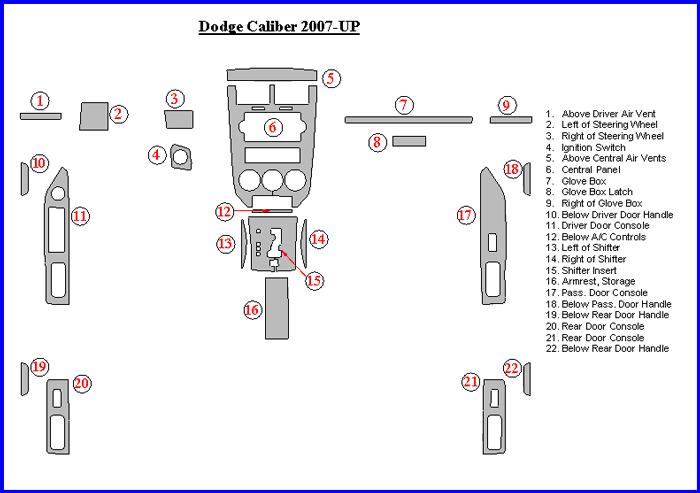 Dodge Caliber 2007-UP
1
2
3
4
5
6
7
8
9
10
11
12
13
14
15
16
17
18
19
20
21
22
1. Above Driver Air Vent
2. Left of Steering Wheel
3. Right of Steering Wheel
4. Ignition Switch
5. Above Central Air Vents
6. Central Panel
7. Glove Box
8. Glove Box Latch
9. Right of Glove Box
10. Below Driver Door Handle
11. Driver Door Console
12. Below A/C Controls
13. Left of Shifter
14. Right of Shifter
15. Shifter Insert
16. Armrest, Storage
17. Pass. Door Console
18. Below Pass. Door Handle
19. Below Rear Door Handle
20. Rear Door Console
21. Rear Door Console
22. Below Rear Door Handle